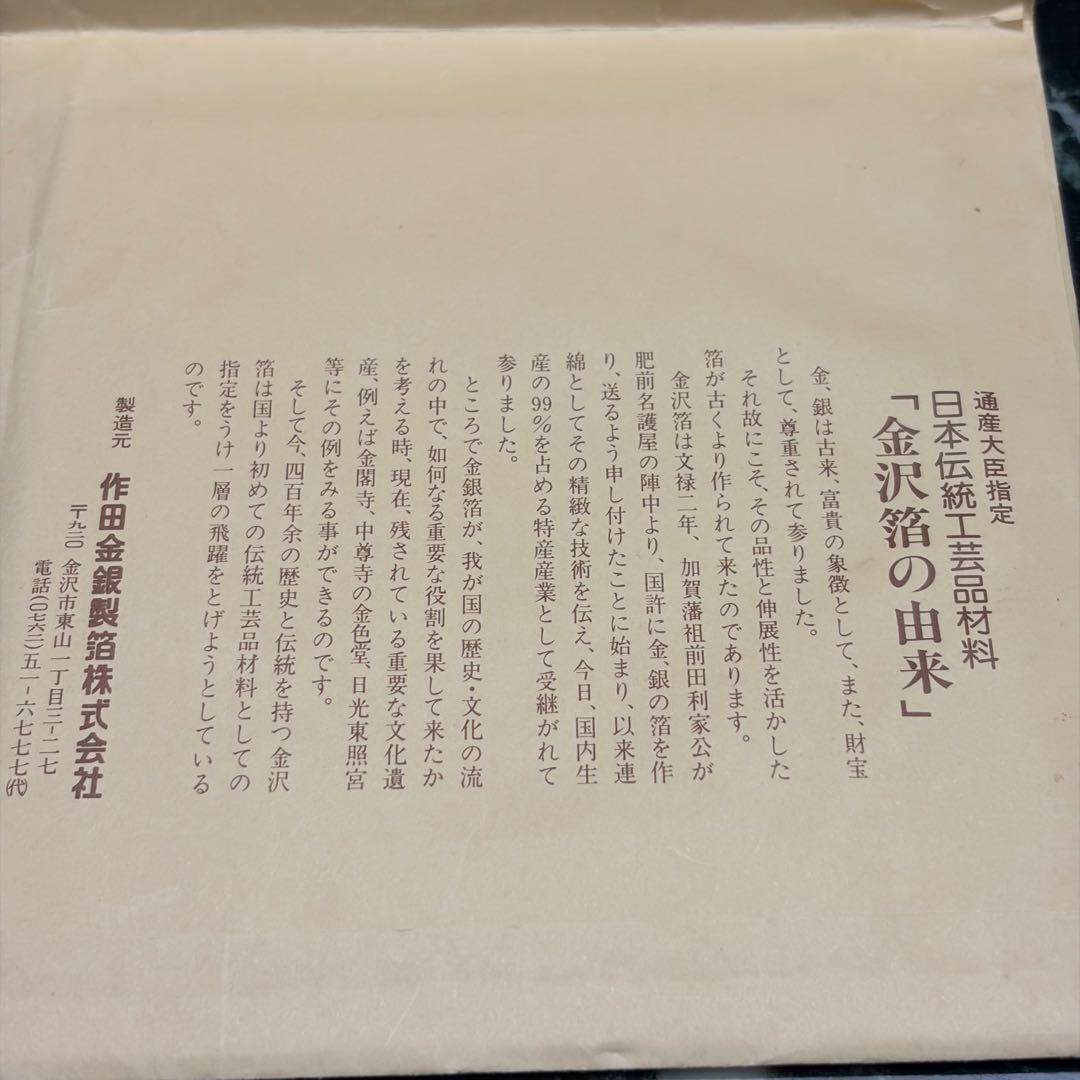 通産大臣指定
日本伝統工芸品材料
「金沢箔の由来」
金、銀は古来、富貴の象徴として、また、財宝
として、尊重されて参りました。
それ故にこそ、その品性と伸展性を活かした
箔が古くより作られて来たのであります。
金沢箔は文禄二年、加賀藩祖前田利家公が
肥前名護屋の陣中より、国許に金、銀の箔を作
り、送るよう申し付けたことに始まり、以来連
綿としてその精緻な技術を伝え、今日、国内生
産の99%を占める特産産業として受継がれて
参りました。
ところで金銀箔が、我が国の歴史・文化の流
れの中で、如何なる重要な役割を果して来たか
を考える時、現在、残されている重要な文化遺
産、例えば金閣寺、中尊寺の金色堂、日光東照宮
等にその例をみる事ができるのです。
そして今、四百年余の歴史と伝統を持つ金沢
箔は国より初めての伝統工芸品材料としての
指定をうけ一層の飛躍をとげようとしている
のです。
製造元 作田金銀製箔株式会社
〒九二〇 金沢市東山一丁目三-二七
電話(〇七六二)五一-六七七七(代)